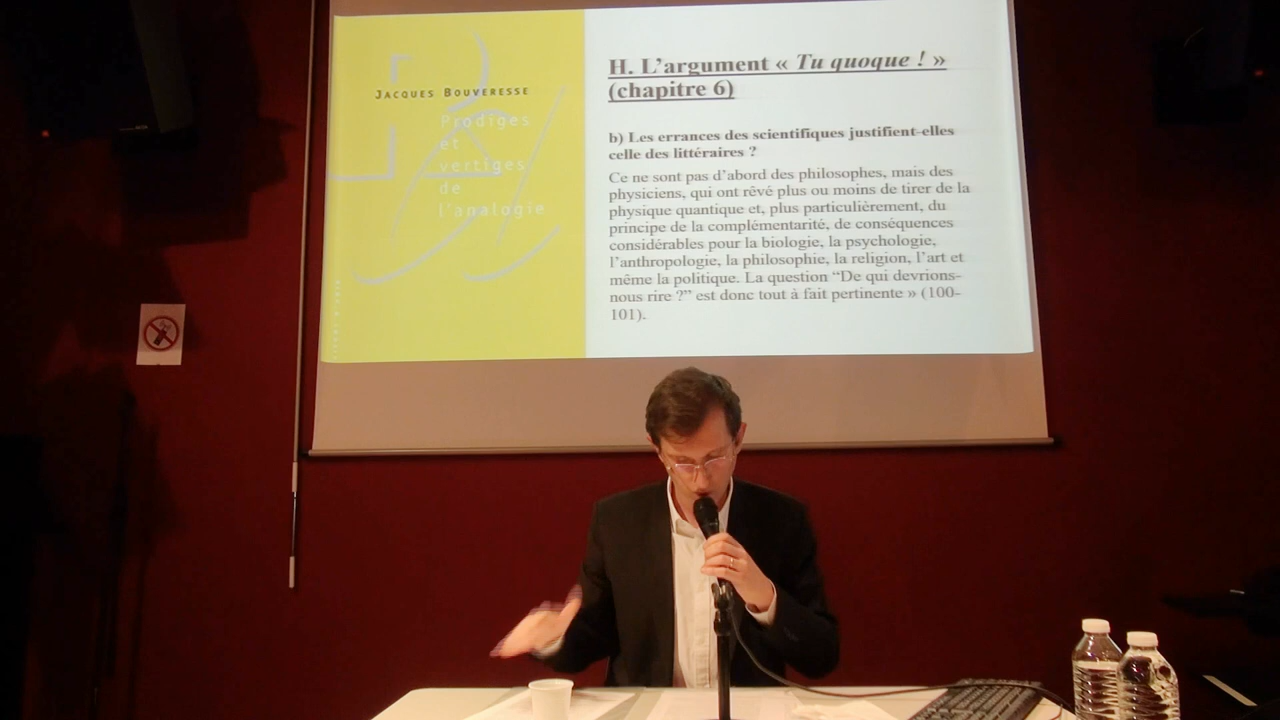 JACQUES BOUVERESSE
Prodiges
et
vertiges
de
l'analogie
H. L'argument « Tu quoque ! »
(chapitre 6)
b) Les errances des scientifiques justifient-elles
celle des littéraires ?
Ce ne sont pas d'abord des philosophes, mais des
physiciens, qui ont rêvé plus ou moins de tirer de la
physique quantique et, plus particulièrement, du
principe de la complémentarité, de conséquences
considérables pour la biologie, la psychologie,
l'anthropologie, la philosophie, la religion, l'art et
même la politique. La question “De qui devrions-
nous rire ?” est donc tout à fait pertinente » (100-
101).